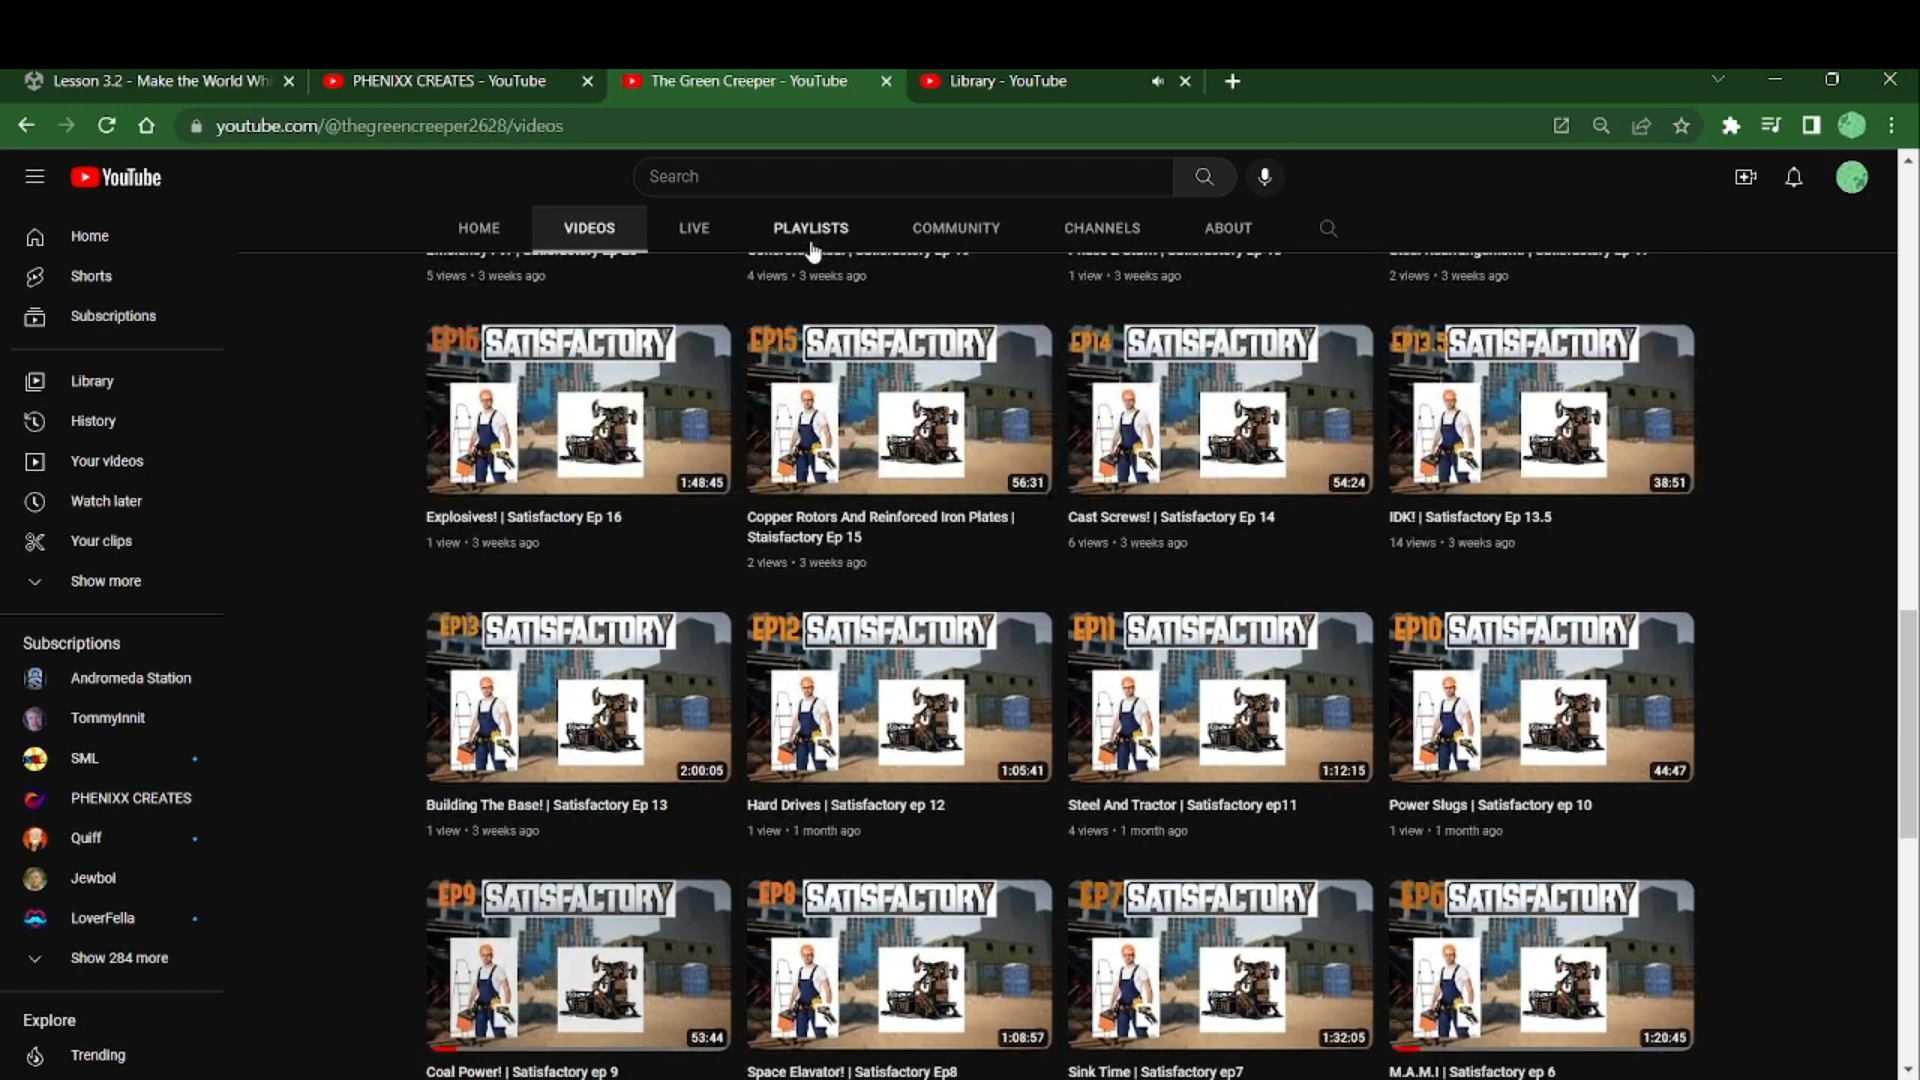 Lesson 3.2 - Make the World Whi
PHENIXX CREATES - YouTube
The Green Creeper - YouTube
Library - YouTube
youtube.com/@thegreencreeper2628/videos
YouTube
Search
HOME
VIDEOS
LIVE
PLAYLISTS
COMMUNITY
CHANNELS
ABOUT
Home
Shorts
Subscriptions
Library
History
Your videos
Watch later
Your clips
Show more
Subscriptions
Andromeda Station
TommyInnit
SML
PHENIXX CREATES
Quiff
Jewbol
LoverFella
Show 284 more
Explore
Trending
5 views • 3 weeks ago
4 views • 3 weeks ago
1 view • 3 weeks ago
2 views • 3 weeks ago
EP16 SATISFACTORY
1:48:45
EP15 SATISFACTORY
56:31
EP14 SATISFACTORY
54:24
EP13.5 SATISFACTORY
38:51
Explosives! | Satisfactory Ep 16
1 view • 3 weeks ago
Copper Rotors And Reinforced Iron Plates |
Staisfactory Ep 15
2 views • 3 weeks ago
Cast Screws! | Satisfactory Ep 14
6 views • 3 weeks ago
IDK! | Satisfactory Ep 13.5
14 views • 3 weeks ago
EP13 SATISFACTORY
2:00:05
EP12 SATISFACTORY
1:05:41
EP11 SATISFACTORY
1:12:15
EP10 SATISFACTORY
44:47
Building The Base! | Satisfactory Ep 13
1 view • 3 weeks ago
Hard Drives | Satisfactory ep 12
1 view • 1 month ago
Steel And Tractor | Satisfactory ep11
4 views • 1 month ago
Power Slugs | Satisfactory ep 10
1 view • 1 month ago
EP9 SATISFACTORY
53:44
EP8 SATISFACTORY
1:08:57
EP7 SATISFACTORY
1:32:05
EP6 SATISFACTORY
1:20:45
Coal Power! | Satisfactory ep 9
Space Elavator! | Satisfactory Ep8
Sink Time | Satisfactory ep7
M.A.M.I | Satisfactory ep 6